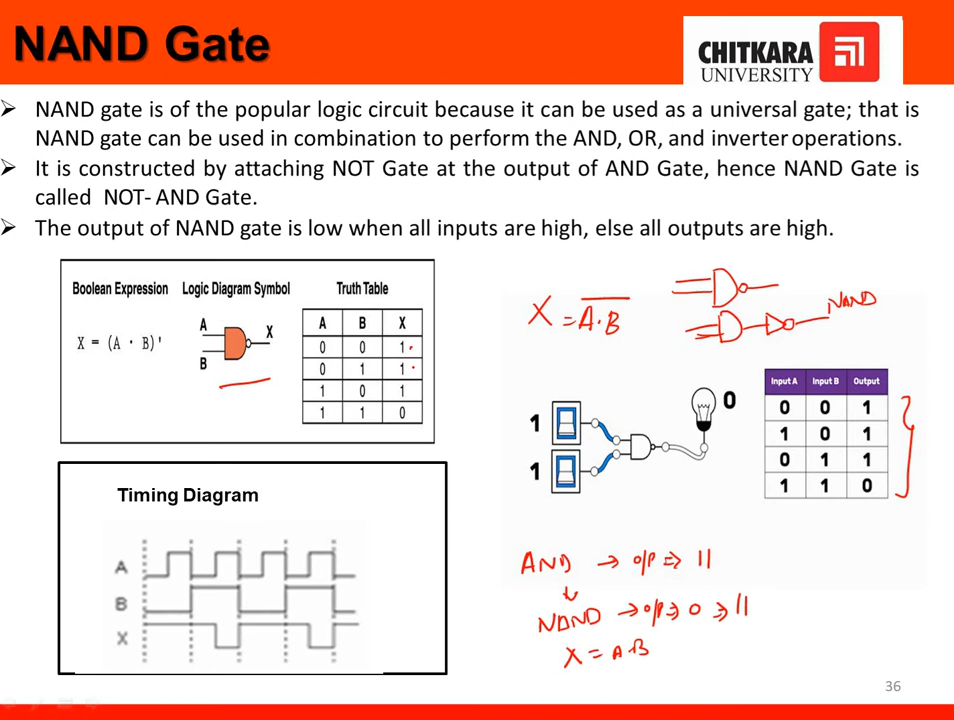 NAND Gate
CHITKARA
UNIVERSITY
➢ NAND gate is of the popular logic circuit because it can be used as a universal gate; that is
NAND gate can be used in combination to perform the AND, OR, and inverter operations.
➢ It is constructed by attaching NOT Gate at the output of AND Gate, hence NAND Gate is
called NOT- AND Gate.
➢ The output of NAND gate is low when all inputs are high, else all outputs are high.
Boolean Expression Logic Diagram Symbol Truth Table
X = (A · B)'
A
B
X
A B X
0 0 1
0 1 1
1 0 1
1 1 0
Timing Diagram
A
B
X
X = A·B
NAND
1
1
0
Input A Input B Output
0 0 1
1 0 1
0 1 1
1 1 0
AND → o/p ⇒ 11
NAND → o/p ⇒ 0 ⇒ 11
X = A·B
36